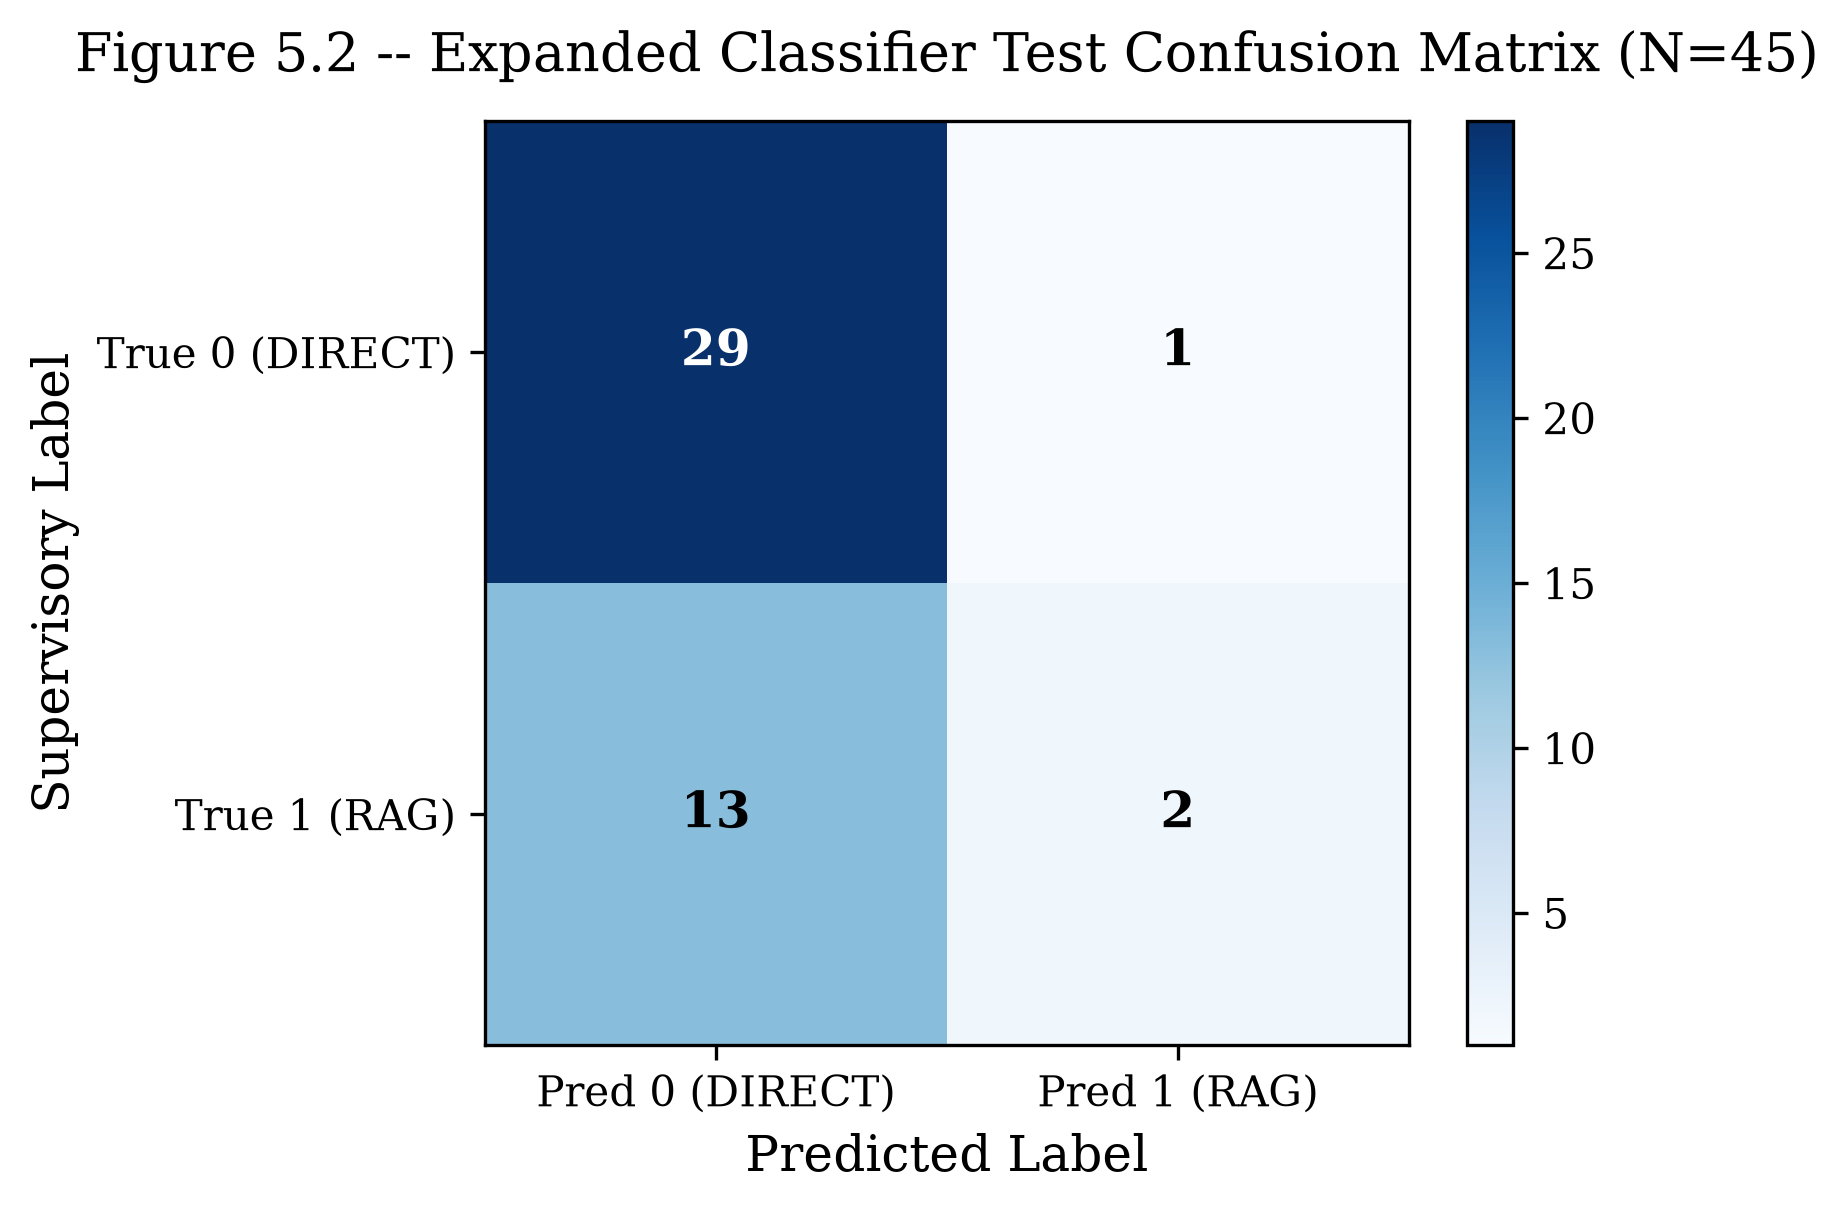 Figure 5.2 -- Expanded Classifier Test Confusion Matrix (N=45)
Supervisory Label
True 0 (DIRECT)
29
1
True 1 (RAG)
13
2
Pred 0 (DIRECT)
Pred 1 (RAG)
Predicted Label
25
20
15
10
5